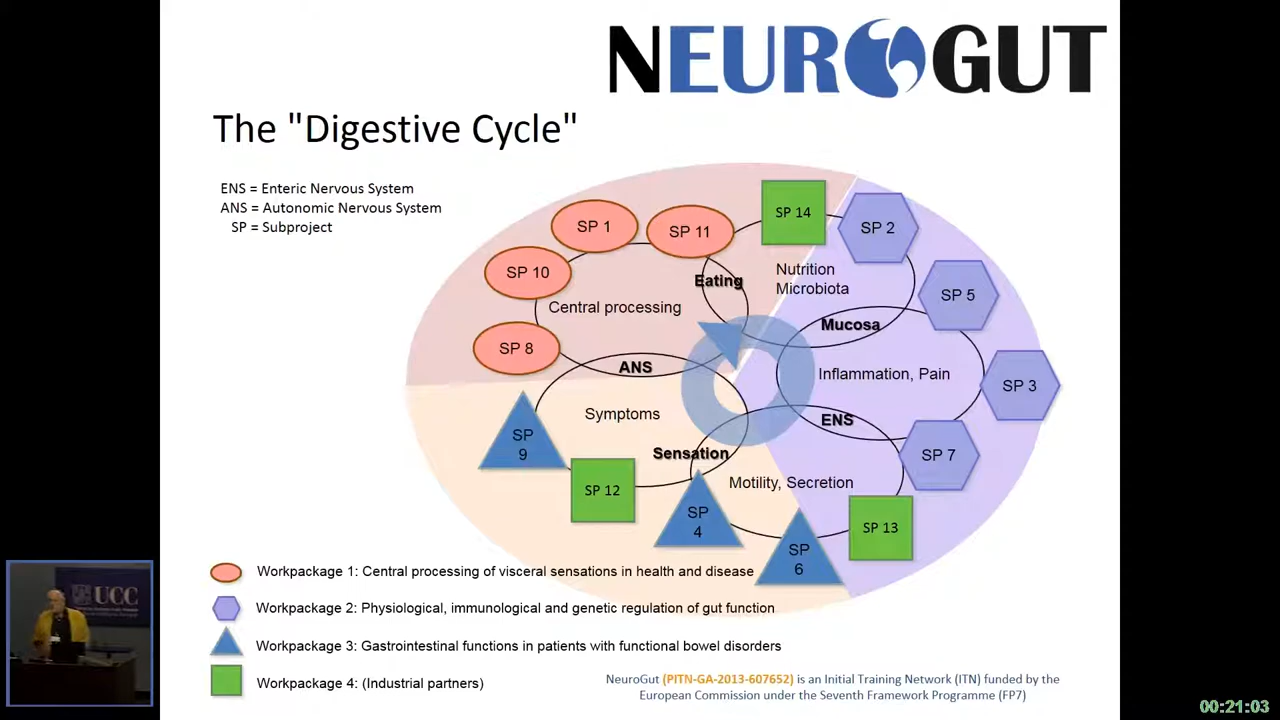 NEUROGUT
The "Digestive Cycle"
ENS = Enteric Nervous System
ANS = Autonomic Nervous System
SP = Subproject
SP 14
SP 1
SP 11
SP 2
SP 10
Eating
Nutrition
Microbiota
SP 5
Central processing
Mucosa
SP 8
ANS
Inflammation, Pain
SP 3
Symptoms
ENS
SP
9
Sensation
SP 7
SP 12
Motility, Secretion
SP
4
SP 13
SP
6
Workpackage 1: Central processing of visceral sensations in health and disease
Workpackage 2: Physiological, immunological and genetic regulation of gut function
Workpackage 3: Gastrointestinal functions in patients with functional bowel disorders
Workpackage 4: (Industrial partners)
NeuroGut (PITN-GA-2013-607652) is an Initial Training Network (ITN) funded by the
European Commission under the Seventh Framework Programme (FP7)
UCC
00:21:03